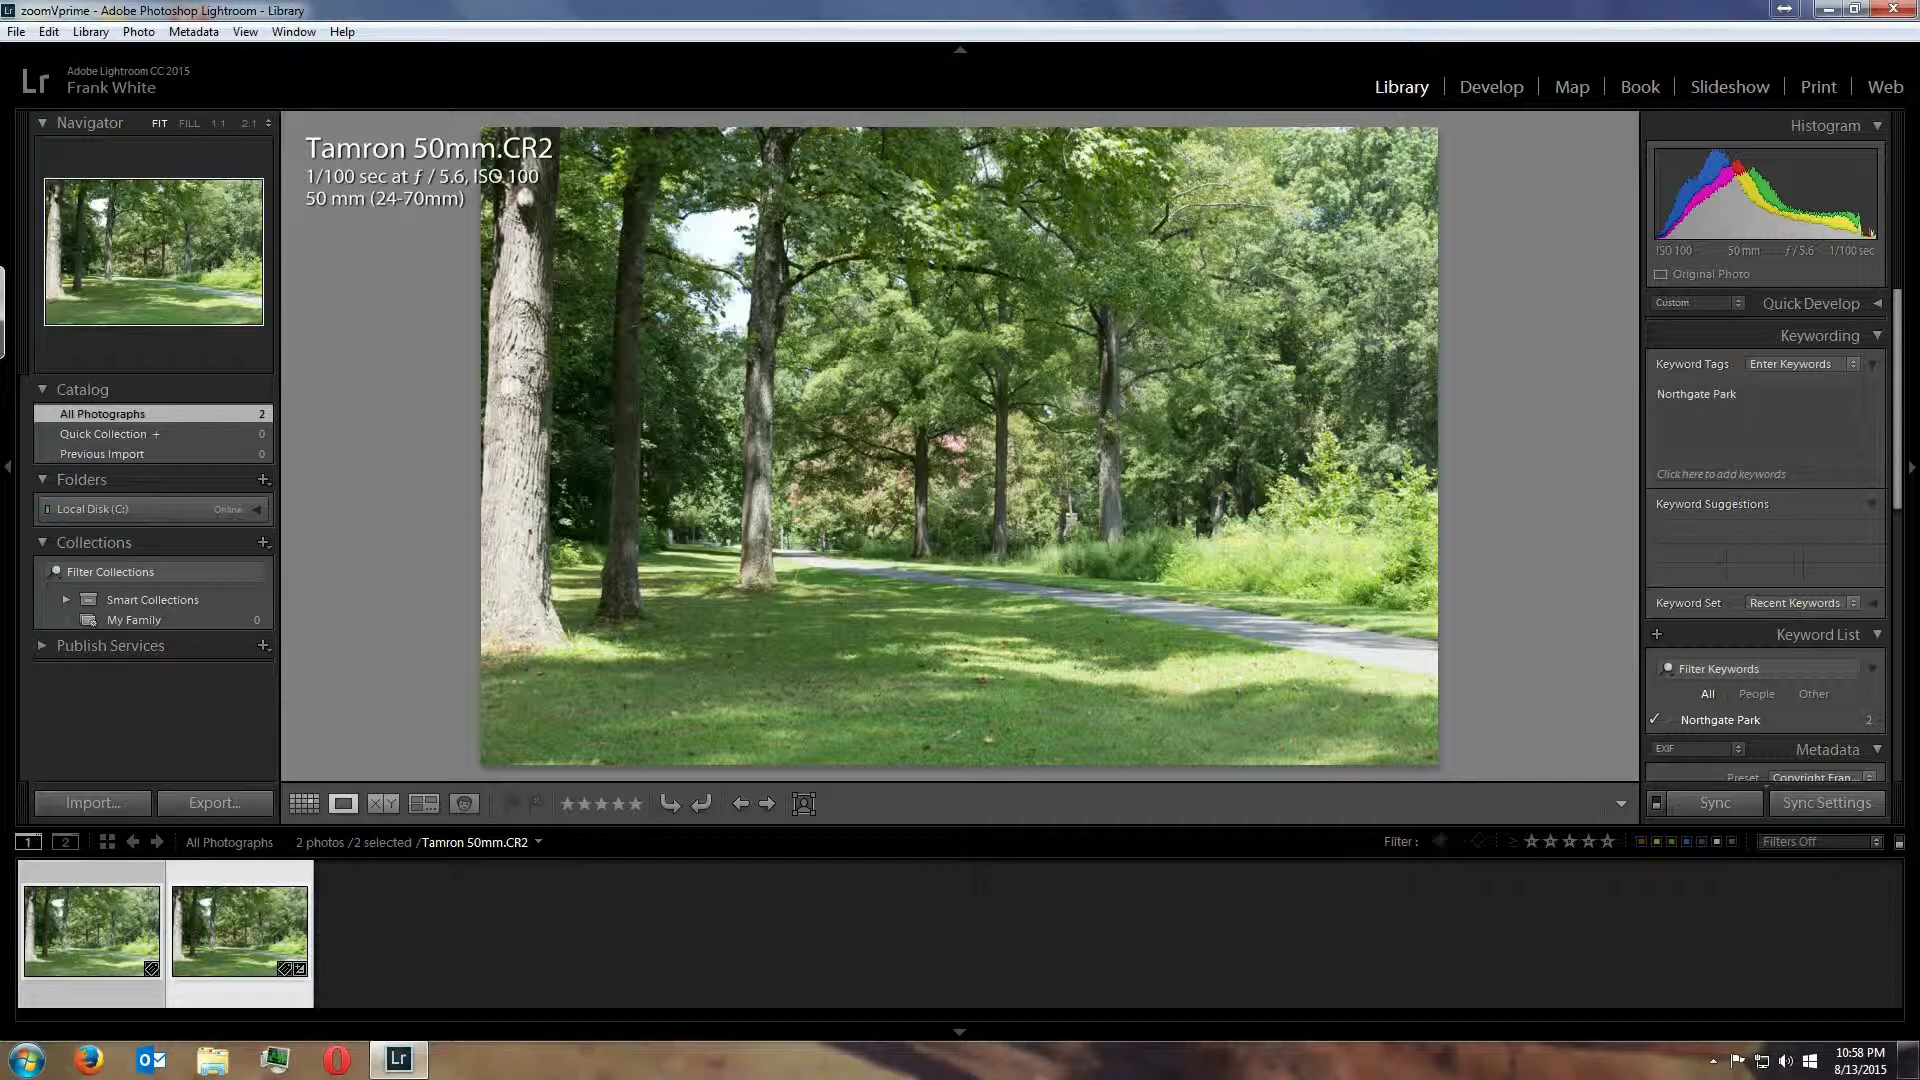 zoomVprime - Adobe Photoshop Lightroom - Library
File Edit Library Photo Metadata View Window Help
Lr
Adobe Lightroom CC 2015
Frank White
Library Develop Map Book Slideshow Print Web
Navigator FIT FILL 1:1 2:1
Catalog
All Photographs 2
Quick Collection + 0
Previous Import 0
Folders
Local Disk (C:) Online
Collections
Filter Collections
Smart Collections
My Family 0
Publish Services
Import... Export...
Tamron 50mm.CR2
1/100 sec at ƒ / 5.6, ISO 100
50 mm (24-70mm)
Histogram
ISO 100 50 mm ƒ / 5.6 1/100 sec
Original Photo
Custom Quick Develop
Keywording
Keyword Tags Enter Keywords
Northgate Park
Click here to add keywords
Keyword Suggestions
Keyword Set Recent Keywords
Keyword List
Filter Keywords
All People Other
Northgate Park 2
EXIF Metadata
Preset Copyright Fran...
Sync Sync Settings
X Y
1 2 All Photographs 2 photos /2 selected /Tamron 50mm.CR2
Filter : Filters Off
Lr
10:58 PM
8/13/2015